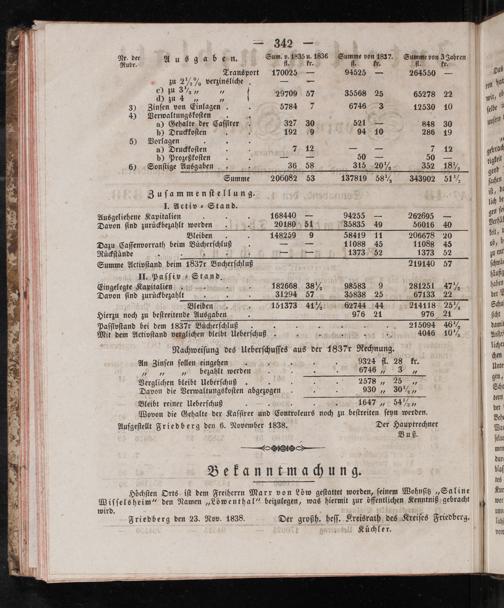 — 342 —
Nr. der Rubr. Ausgaben. Sum. v. 1835 u. 1836 Summe von 1837. Summe von 3 Jahren
fl. kr. fl. kr. fl. kr.
Transport 170025 — 94525 — 264550 —
zu 2½% verzinsliche .
c) zu 3½ „ „ 29709 57 35568 25 65278 22
d) zu 4 „ „
3) Zinsen von Einlagen . . 5784 7 6746 3 12530 10
4) Verwaltungskosten
a) Gehalte der Cassirer . 327 30 521 — 848 30
b) Druckkosten . . 192 9 94 10 286 19
5) Vorlagen . .
a) Druckkosten . . 7 12 — — 7 12
b) Prozeßkosten . . — — 50 — 50 —
6) Sonstige Ausgaben . . 36 58 315 20½ 352 18½
Summe 206082 53 137819 58½ 343902 51½
Zusammenstellung.
I. Activ-Stand.
Ausgeliehene Kapitalien . . 168440 — 94255 — 262695 —
Davon sind zurückbezahlt worden . 20180 51 35835 49 56016 40
Bleiben . . 148259 9 58419 11 206678 20
Dazu Cassenvorrath beim Bücherschluß — — 11088 45 11088 45
Rückstände . . — — 1373 52 1373 52
Summe Activstand beim 1837r Bücherschluß 219140 57
II. Passiv-Stand.
Eingelegte Kapitalien . . 182668 38¼ 98583 9 281251 47¼
Davon sind zurückbezahlt . . 31294 57 35838 25 67133 22
Bleiben . . 151373 41¼ 62744 44 214118 25¼
Hierzu noch zu bestreitende Ausgaben . 976 21 976 21
Passivstand bei dem 1837r Bücherschluß . . 215094 46¼
Mit dem Activstand verglichen bleibt Ueberschuß . . 4046 10¾
Nachweisung des Ueberschusses aus der 1837r Rechnung.
An Zinsen sollen eingehen . . 9324 fl. 28 kr.
„ „ „ bezahlt werden . . 6746 „ 3 „
Verglichen bleibt Ueberschuß . . 2578 „ 25 „
Davon die Verwaltungskosten abgezogen . . 930 „ 30½ „
Bleibt reiner Ueberschuß . . 1647 „ 54½ „
Wovon die Gehalte der Kassirer und Controleurs noch zu bestreiten seyn werden.
Aufgestellt Friedberg den 6. November 1838. Der Hauptrechner
Buß.
Bekanntmachung.
Höchsten Orts ist dem Freiherrn Marx von Löw gestattet worden, seinem Wohnsitz „Saline
Wisselsheim“ den Namen „Löwenthal“ beizulegen, was hiermit zur öffentlichen Kenntniß gebracht
wird.
Friedberg den 23. Nov. 1838. Der großh. hess. Kreisrath des Kreises Friedberg.
Küchler.